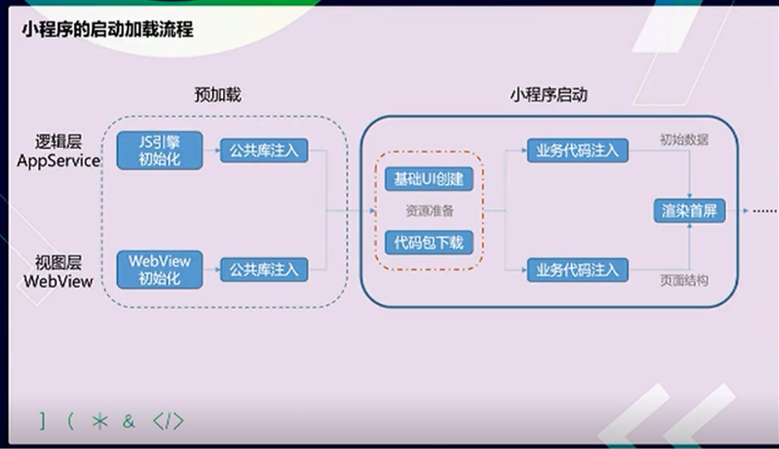 小程序的启动加载流程
预加载
小程序启动
逻辑层
AppService
JS引擎
初始化
公共库注入
基础UI创建
资源准备
代码包下载
业务代码注入
初始数据
渲染首屏
视图层
WebView
WebView
初始化
公共库注入
业务代码注入
页面结构
] ( * & </>